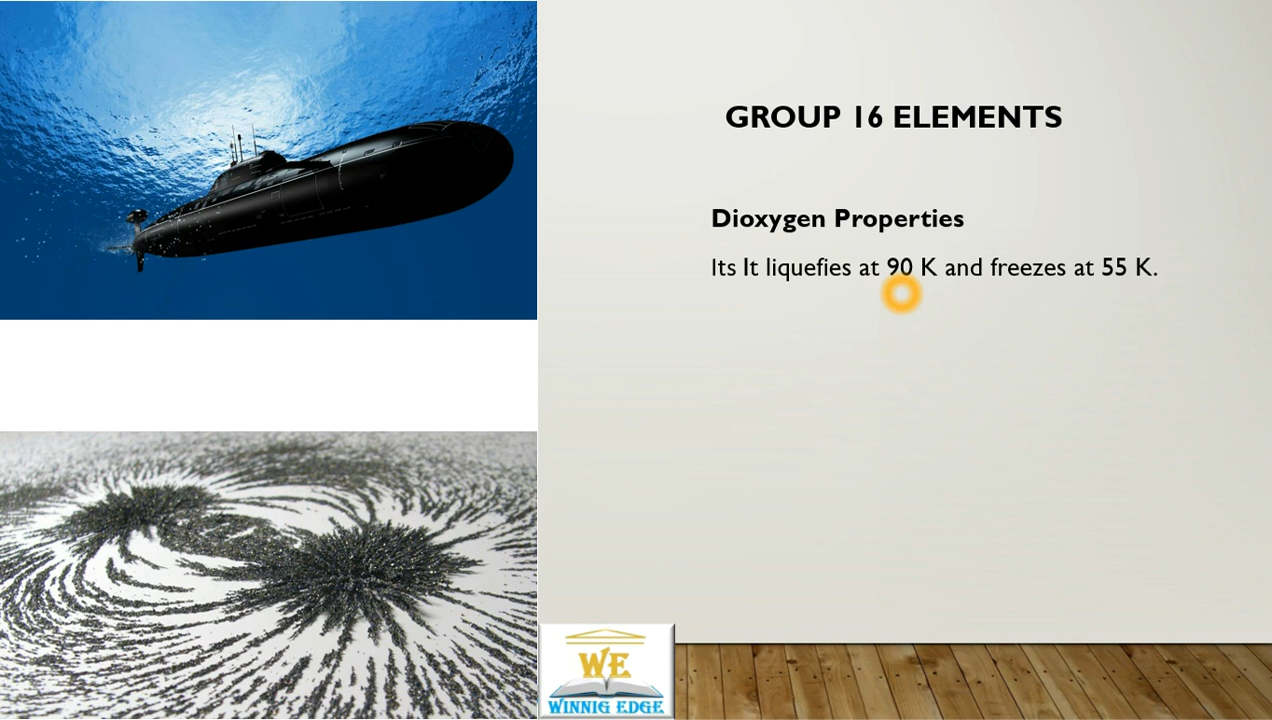 GROUP 16 ELEMENTS
Dioxygen Properties
Its It liquefies at 90 K and freezes at 55 K.
WE
WINNIG EDGE